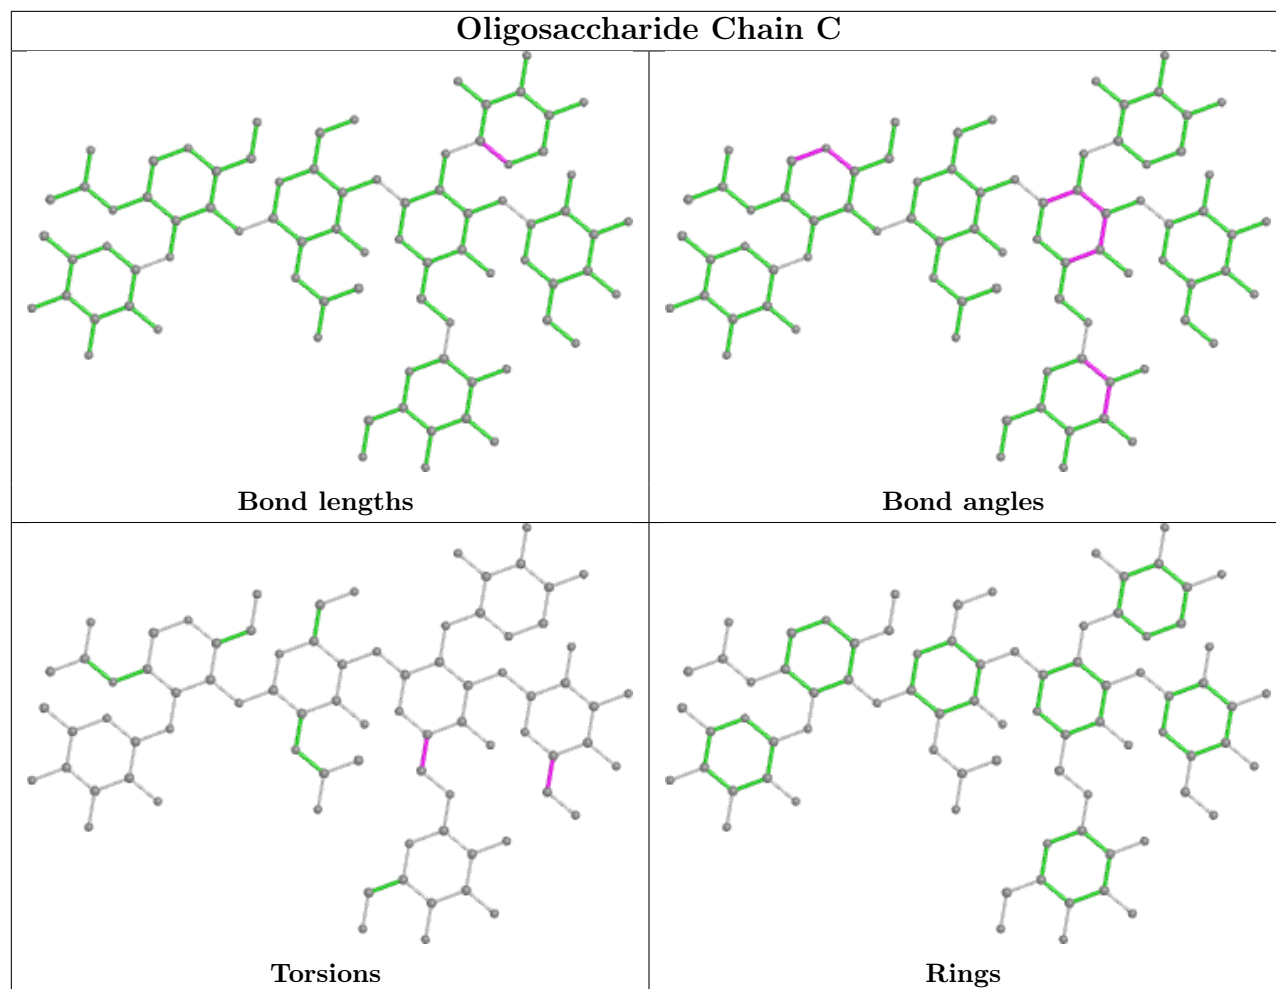 Oligosaccharide Chain C
Bond lengths
Bond angles
Torsions
Rings